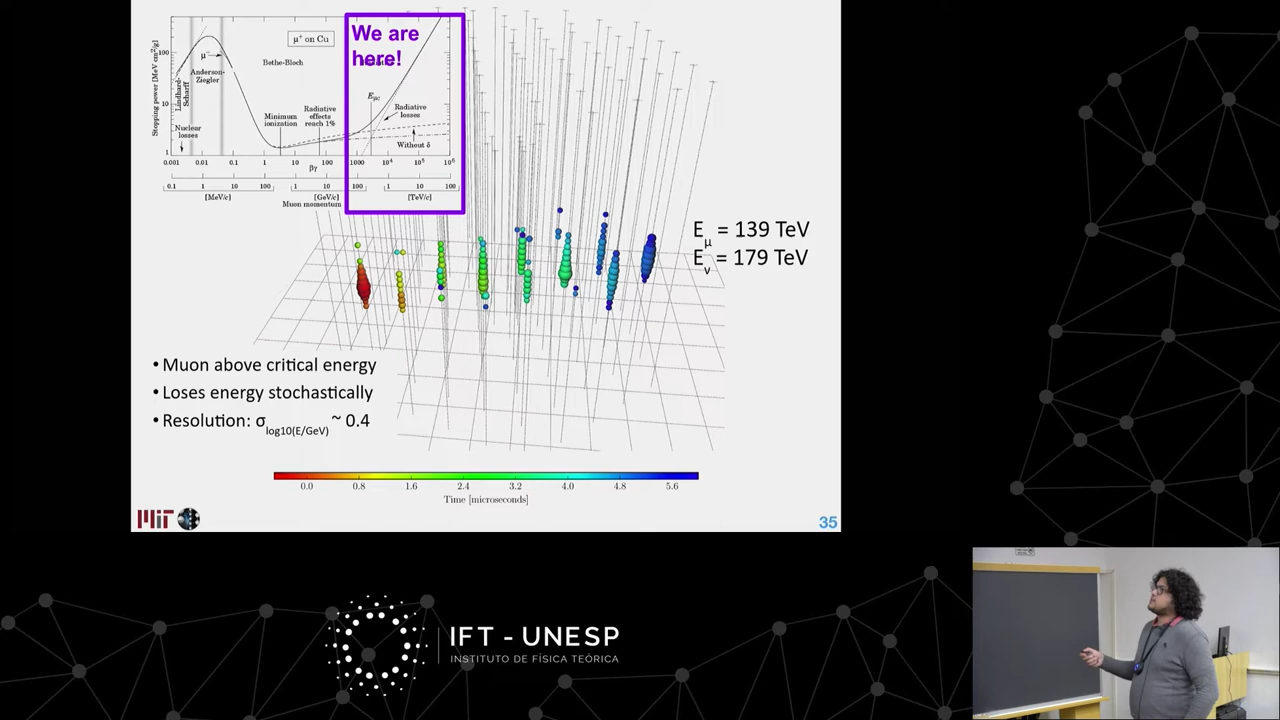 We are
here!
μ⁺ on Cu
Stopping power [MeV cm²/g]
100
10
1
Lindhard-
Scharff
μ⁻
Anderson-
Ziegler
Bethe-Bloch
Nuclear
losses
Minimum
ionization
Radiative
effects
reach 1%
Eμc
Radiative
losses
Without δ
0.001 0.01 0.1 1 10 100 1000 10⁴ 10⁵ 10⁶
βγ
0.1 1 10 100 1 10 100 1 10 100
[MeV/c] [GeV/c] [TeV/c]
Muon momentum
Eμ = 139 TeV
Eν = 179 TeV
• Muon above critical energy
• Loses energy stochastically
• Resolution: σlog10(E/GeV) ~ 0.4
0.0 0.8 1.6 2.4 3.2 4.0 4.8 5.6
Time [microseconds]
MIT
35
IFT - UNESP
INSTITUTO DE FÍSICA TEÓRICA